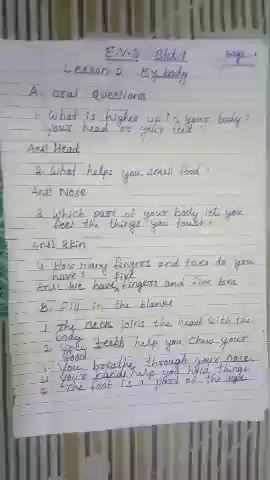 E.V.S
Lesson 2 My body
A. Oral Questions
1. What is higher up in your body?
your head or your
Ans! Head
2. What helps you smell food?
Ans! Nose
3. Which part of your body lets you
feel the things you touch?
Ans! Skin
4. How many fingers and toes do you
have?
Ans! We have five fingers and five toes
B. Fill in the blanks
1. The neck joins the head with the
body
2. Your teeth help you chew your
food
3. You breathe through your nose
4. Your hands help you hold things
5. The foot is a part of the